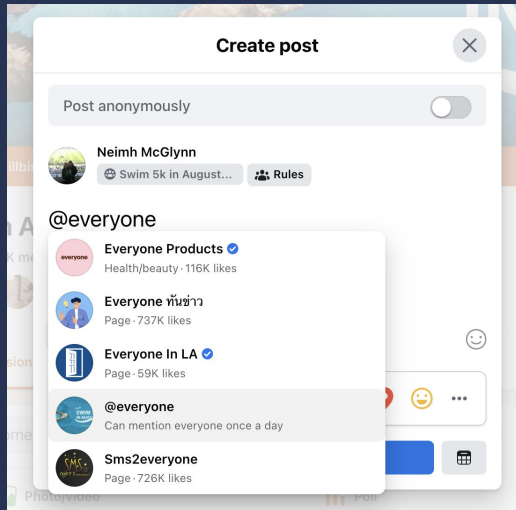 Create post
Post anonymously
Neimh McGlynn
Swim 5k in August...
Rules
@everyone
everyone
Everyone Products
Health/beauty · 116K likes
Everyone ทันข่าว
Page · 737K likes
Everyone In LA
Page · 59K likes
@everyone
Can mention everyone once a day
Sms2everyone
Page · 726K likes
Photo/video
Poll